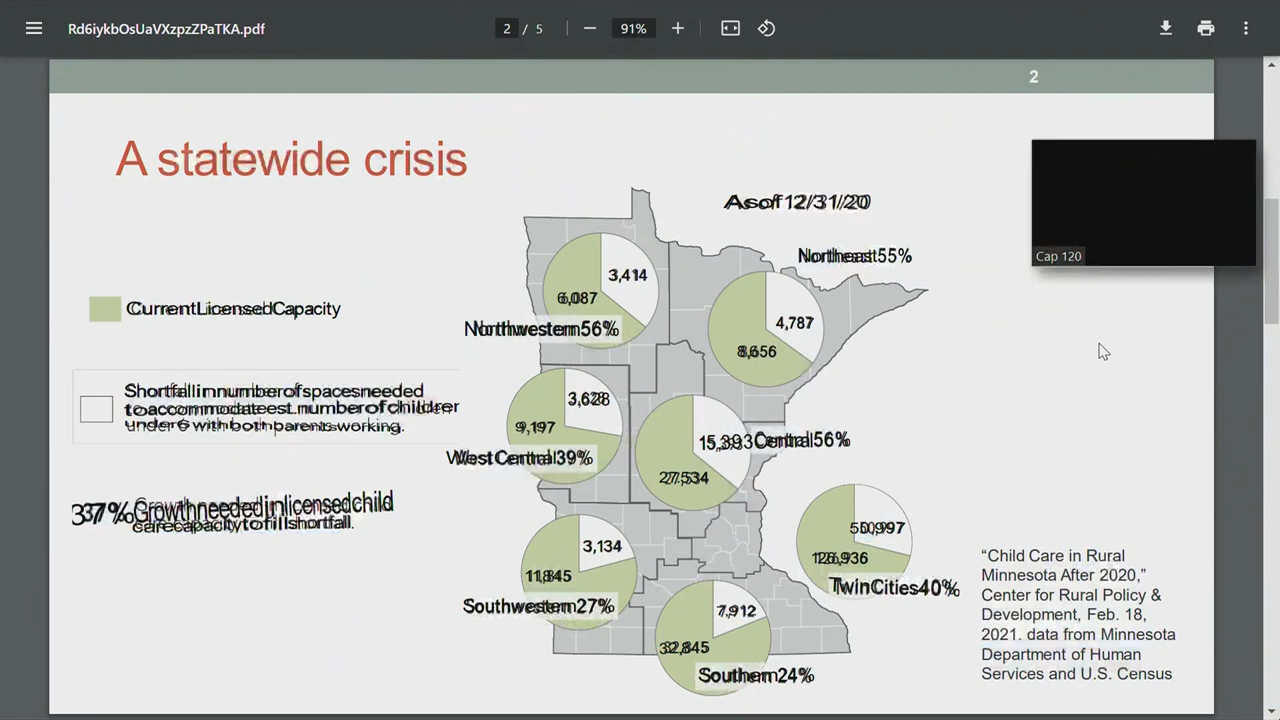 Rd6iykbOsUaVXzpzZPaTKA.pdf
2 / 5
91%
2
A statewide crisis
As of 12/31/20
Cap 120
Northeast 55%
3,414
6,087
Northwestern 56%
4,787
8,656
Current Licensed Capacity
Shortfall in number of spaces needed
to accommodate est. number of children
under 6 with both parents working.
3,628
9,197
West Central 39%
15,393
Central 56%
27,534
37% Growth needed in licensed child
care capacity to fill shortfall.
50,997
126,936
Twin Cities 40%
3,134
11,845
Southwestern 27%
7,912
32,845
Southern 24%
“Child Care in Rural
Minnesota After 2020,”
Center for Rural Policy &
Development, Feb. 18,
2021. data from Minnesota
Department of Human
Services and U.S. Census